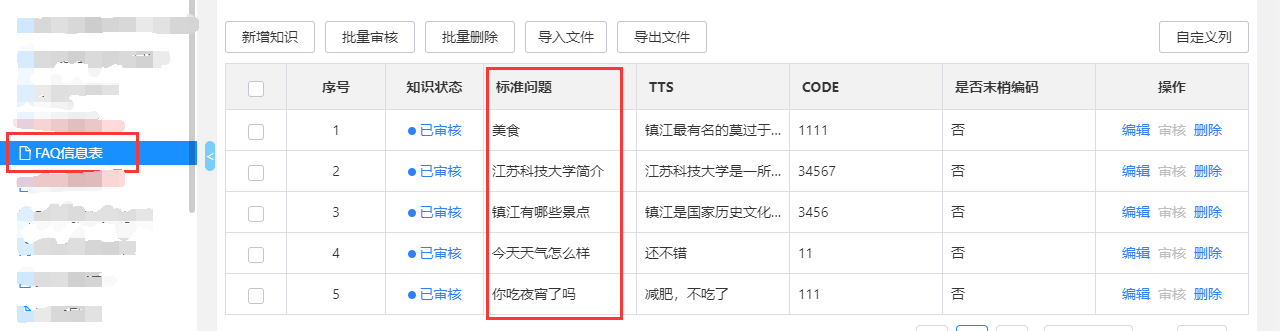 新增知识 批量审核 批量删除 导入文件 导出文件 自定义列
序号 知识状态 标准问题 TTS CODE 是否末梢编码 操作
1 已审核 美食 镇江最有名的莫过于... 1111 否 编辑 审核 删除
FAQ信息表
<
2 已审核 江苏科技大学简介 江苏科技大学是一所... 34567 否 编辑 审核 删除
3 已审核 镇江有哪些景点 镇江是国家历史文化... 3456 否 编辑 审核 删除
4 已审核 今天天气怎么样 还不错 11 否 编辑 审核 删除
5 已审核 你吃夜宵了吗 减肥，不吃了 111 否 编辑 审核 删除